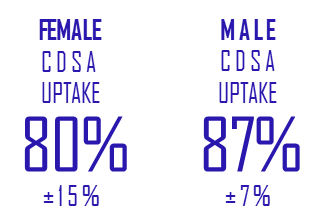 FEMALE
CDSA
UPTAKE
80%
±15%
MALE
CDSA
UPTAKE
87%
±7%